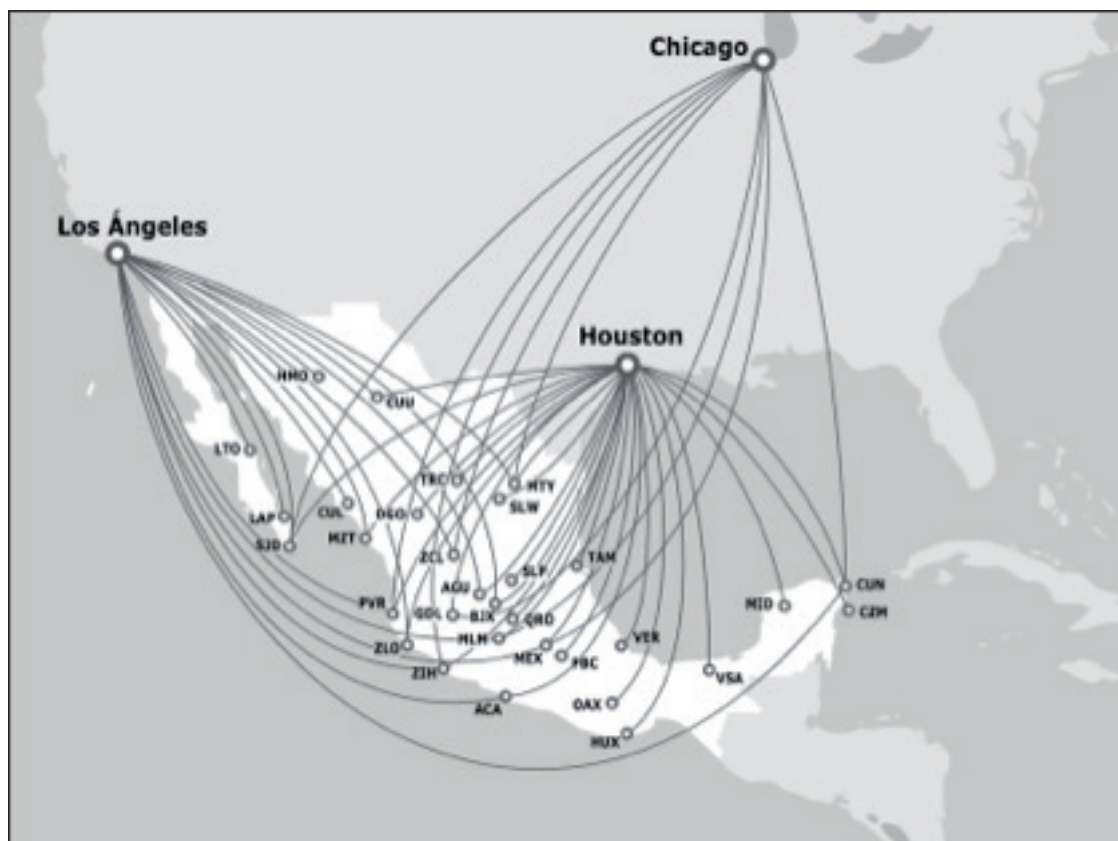 Chicago
Los Ángeles
Houston
HMO
CUU
LTO
TRC
MTY
SLW
LAP
CUL
DGO
SJD
MZT
ZCL
TAM
SLP
AGU
CUN
PVR
GDL
BJX
QRO
MID
CZM
ZLO
MLM
MEX
VER
PBC
ZIH
VSA
ACA
OAX
HUX